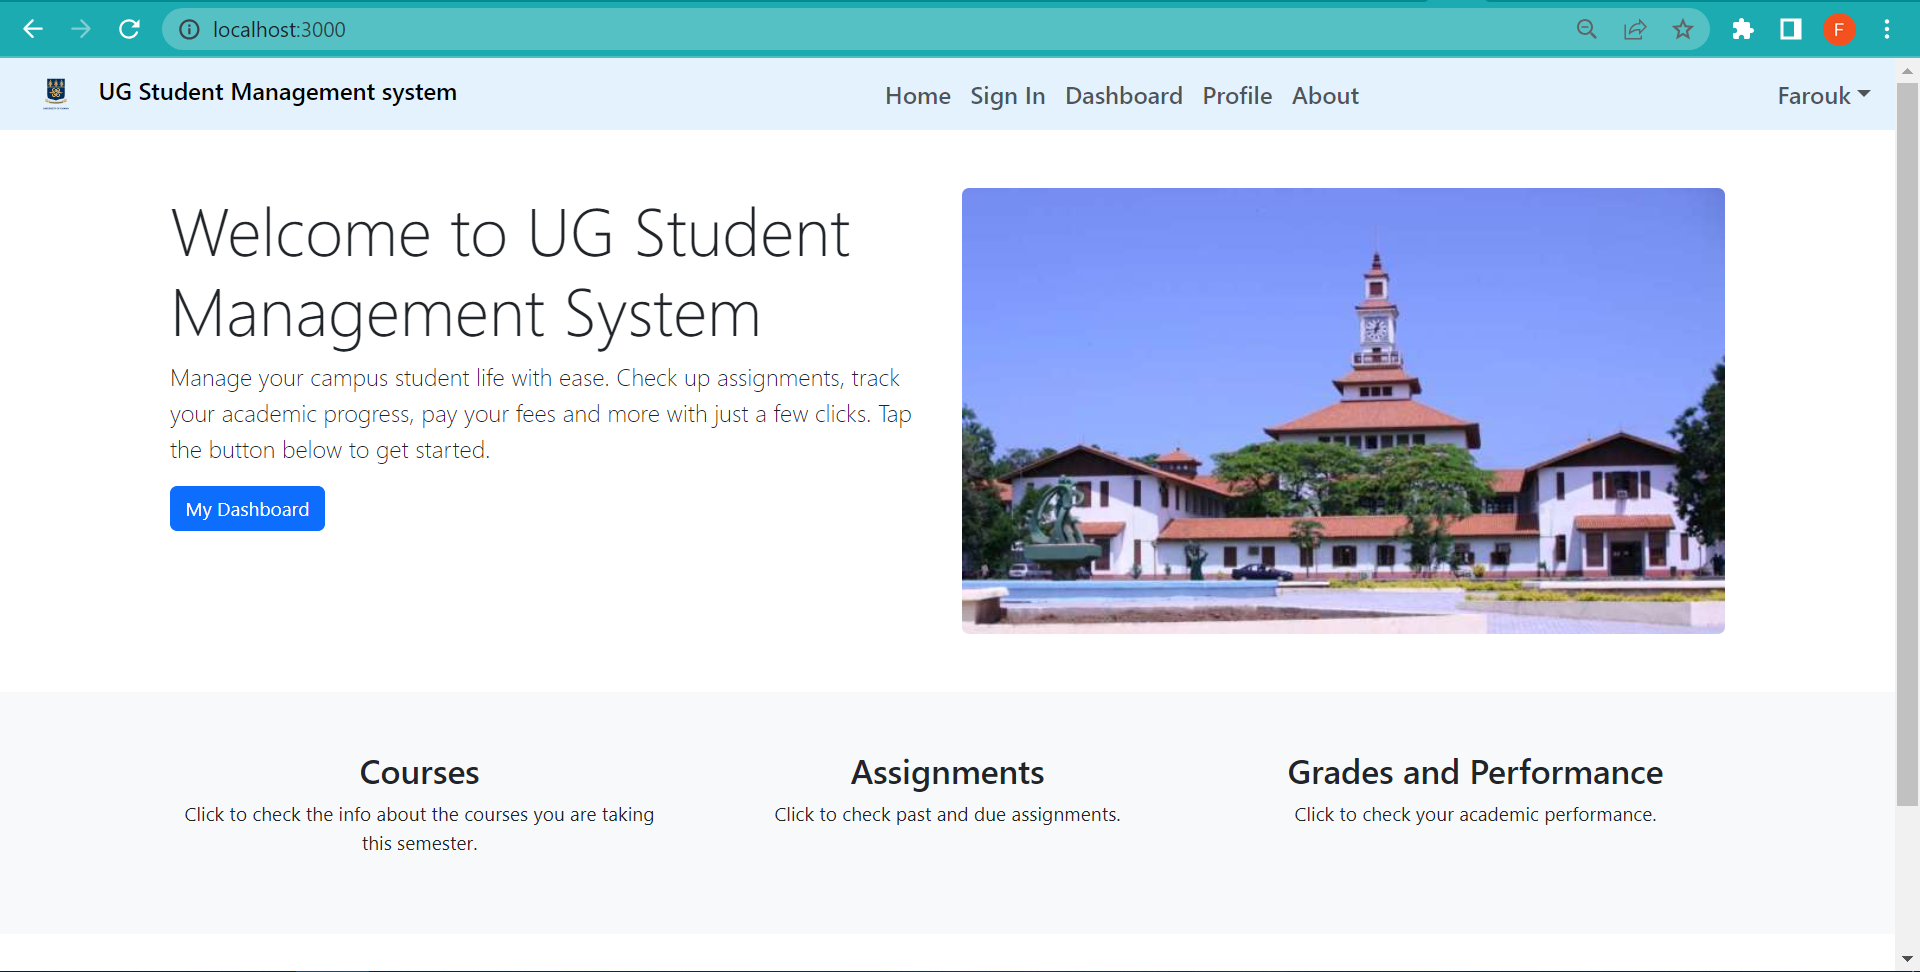 localhost:3000
F
UG Student Management system
Home Sign In Dashboard Profile About
Farouk
Welcome to UG Student
Management System
Manage your campus student life with ease. Check up assignments, track
your academic progress, pay your fees and more with just a few clicks. Tap
the button below to get started.
My Dashboard
Courses
Click to check the info about the courses you are taking
this semester.
Assignments
Click to check past and due assignments.
Grades and Performance
Click to check your academic performance.